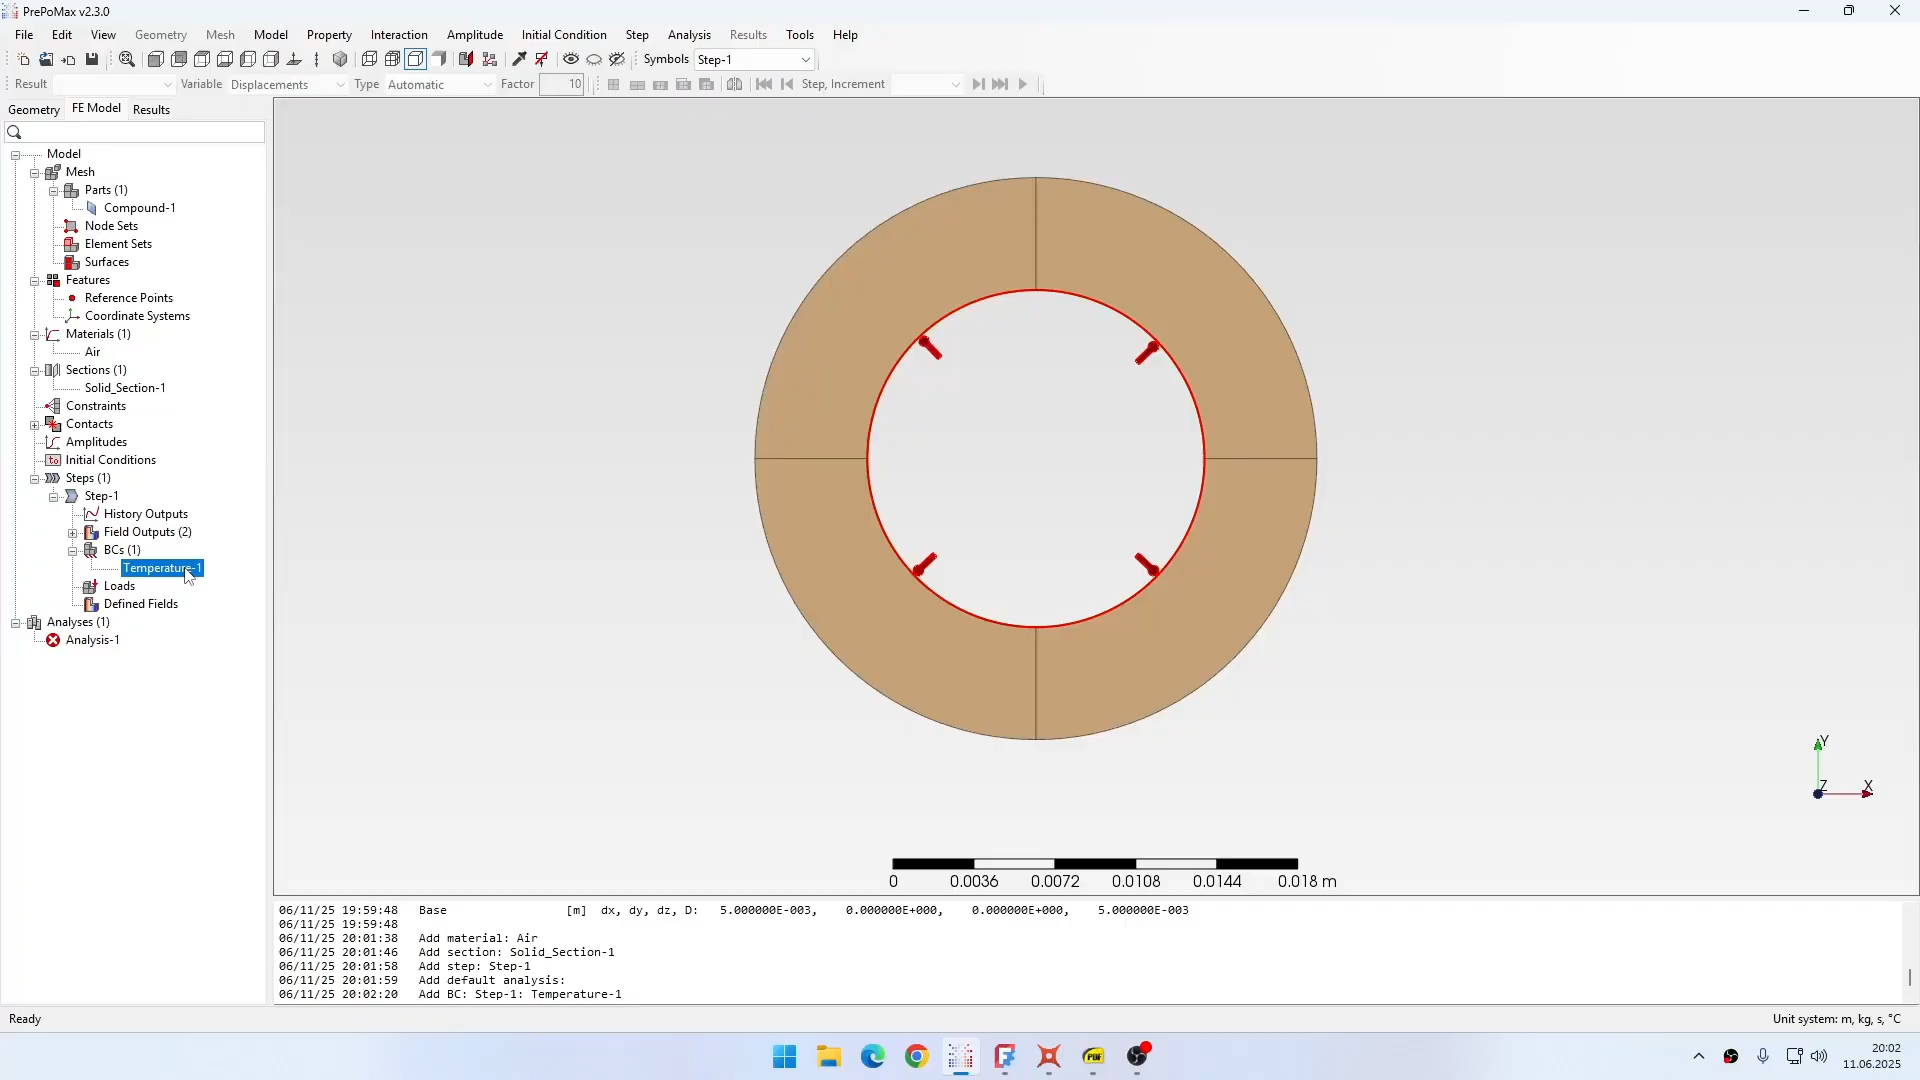 PrePoMax v2.3.0
File Edit View Geometry Mesh Model Property Interaction Amplitude Initial Condition Step Analysis Results Tools Help
Symbols Step-1
Result Variable Displacements Type Automatic Factor 10 Step, Increment
Geometry FE Model Results
Model
Mesh
Parts (1)
Compound-1
Node Sets
Element Sets
Surfaces
Features
Reference Points
Coordinate Systems
Materials (1)
Air
Sections (1)
Solid_Section-1
Constraints
Contacts
Amplitudes
Initial Conditions
Steps (1)
Step-1
History Outputs
Field Outputs (2)
BCs (1)
Temperature-1
Loads
Defined Fields
Analyses (1)
Analysis-1
Y
Z X
0 0.0036 0.0072 0.0108 0.0144 0.018 m
06/11/25 19:59:48 Base [m] dx, dy, dz, D: 5.000000E-003, 0.000000E+000, 0.000000E+000, 5.000000E-003
06/11/25 19:59:48
06/11/25 20:01:38 Add material: Air
06/11/25 20:01:46 Add section: Solid_Section-1
06/11/25 20:01:58 Add step: Step-1
06/11/25 20:01:59 Add default analysis:
06/11/25 20:02:20 Add BC: Step-1: Temperature-1
Ready Unit system: m, kg, s, °C
PDF
20:02
11.06.2025